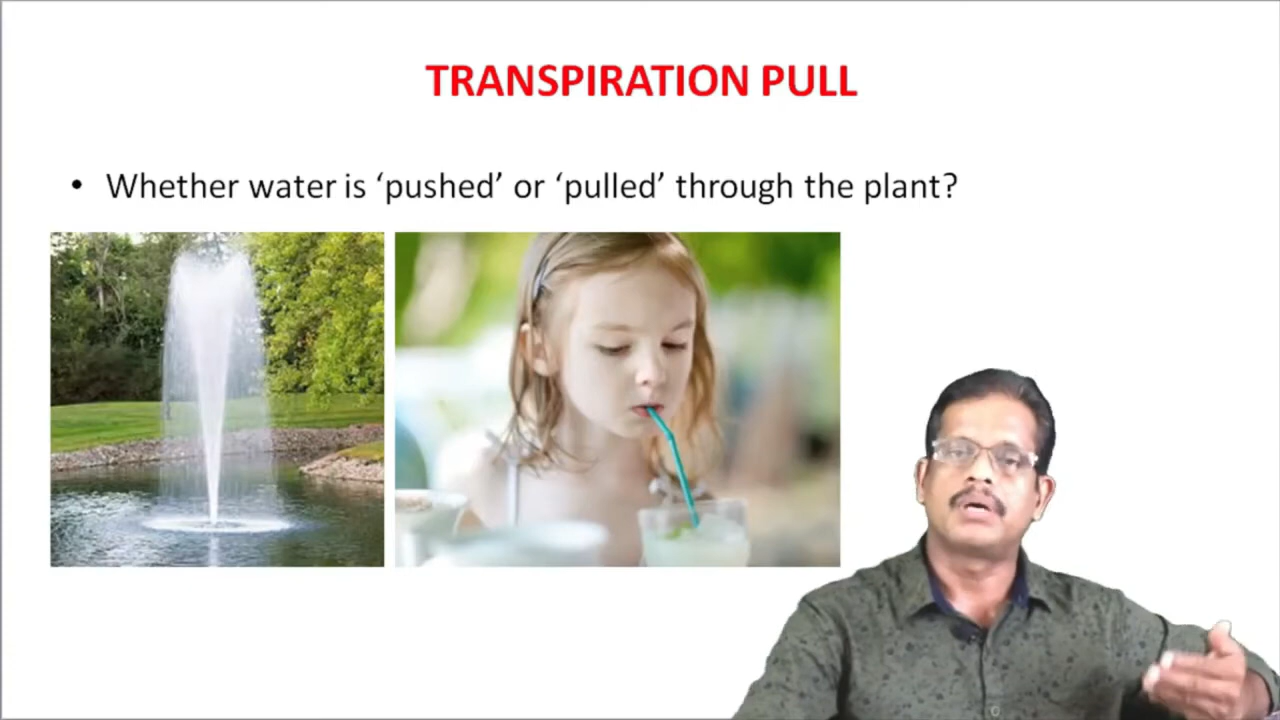 TRANSPIRATION PULL
• Whether water is ‘pushed’ or ‘pulled’ through the plant?